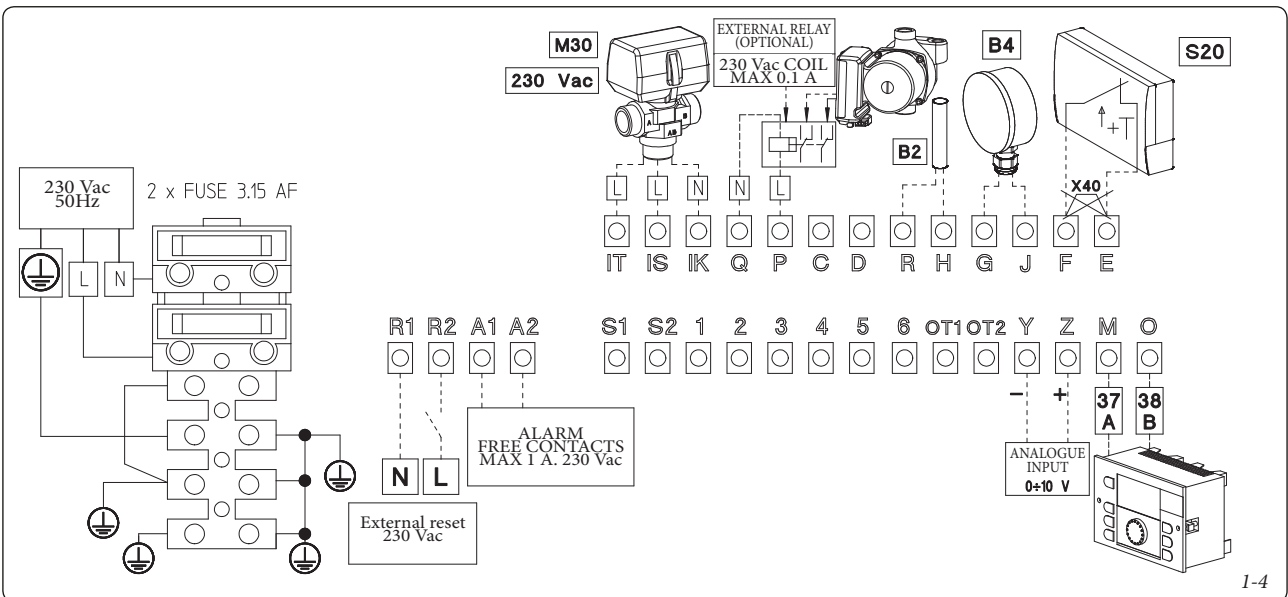 M30
230 Vac
EXTERNAL RELAY
(OPTIONAL)
230 Vac COIL
MAX 0.1 A
B4
S20
B2
A
B
AB
+T
X40
230 Vac
50Hz
2 x FUSE 3.15 AF
L
N
L L N N L
IT IS IK Q P C D R H G J F E
R1 R2 A1 A2
S1 S2 1 2 3 4 5 6 OT1 OT2 Y Z M O
- +
37
A
38
B
N L
External reset
230 Vac
ALARM
FREE CONTACTS
MAX 1 A. 230 Vac
ANALOGUE
INPUT
0÷10 V
1-4